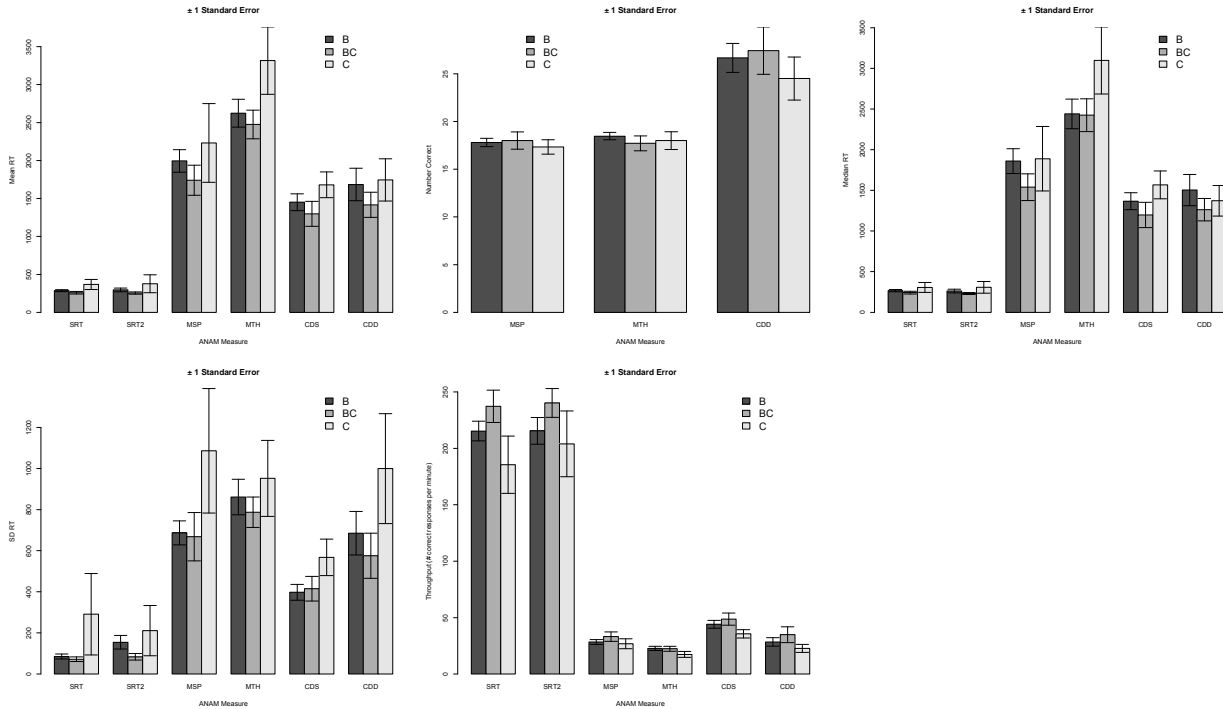 ± 1 Standard Error
B
BC
C
Mean RT
0
500
1000
1500
2000
2500
3000
3500
SRT
SRT2
MSP
MTH
CDS
CDD
ANAM Measure
± 1 Standard Error
B
BC
C
Number Correct
0
5
10
15
20
25
MSP
MTH
CDD
ANAM Measure
± 1 Standard Error
B
BC
C
Median RT
0
500
1000
1500
2000
2500
3000
3500
SRT
SRT2
MSP
MTH
CDS
CDD
ANAM Measure
± 1 Standard Error
B
BC
C
SD RT
0
200
400
600
800
1000
1200
SRT
SRT2
MSP
MTH
CDS
CDD
ANAM Measure
± 1 Standard Error
B
BC
C
Throughput (# correct responses per minute)
0
50
100
150
200
250
SRT
SRT2
MSP
MTH
CDS
CDD
ANAM Measure